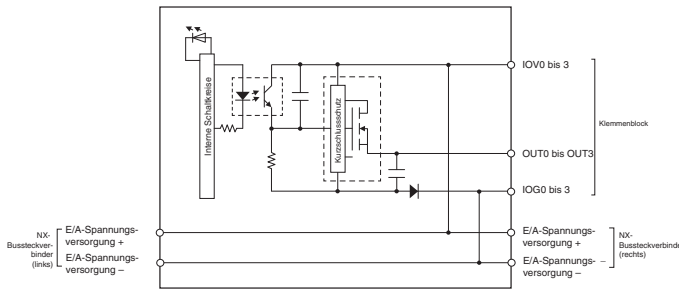 Interne Schaltkreise
Kurzschlussschutz
IOV0 bis 3
OUT0 bis OUT3
IOG0 bis 3
Klemmenblock
NX-
Bussteckver-
binder
(links)
E/A-Spannungs-
versorgung +
E/A-Spannungs-
versorgung –
E/A-Spannungs-
versorgung +
E/A-Spannungs- –
versorgung –
NX-
Bussteckverbinder
(rechts)